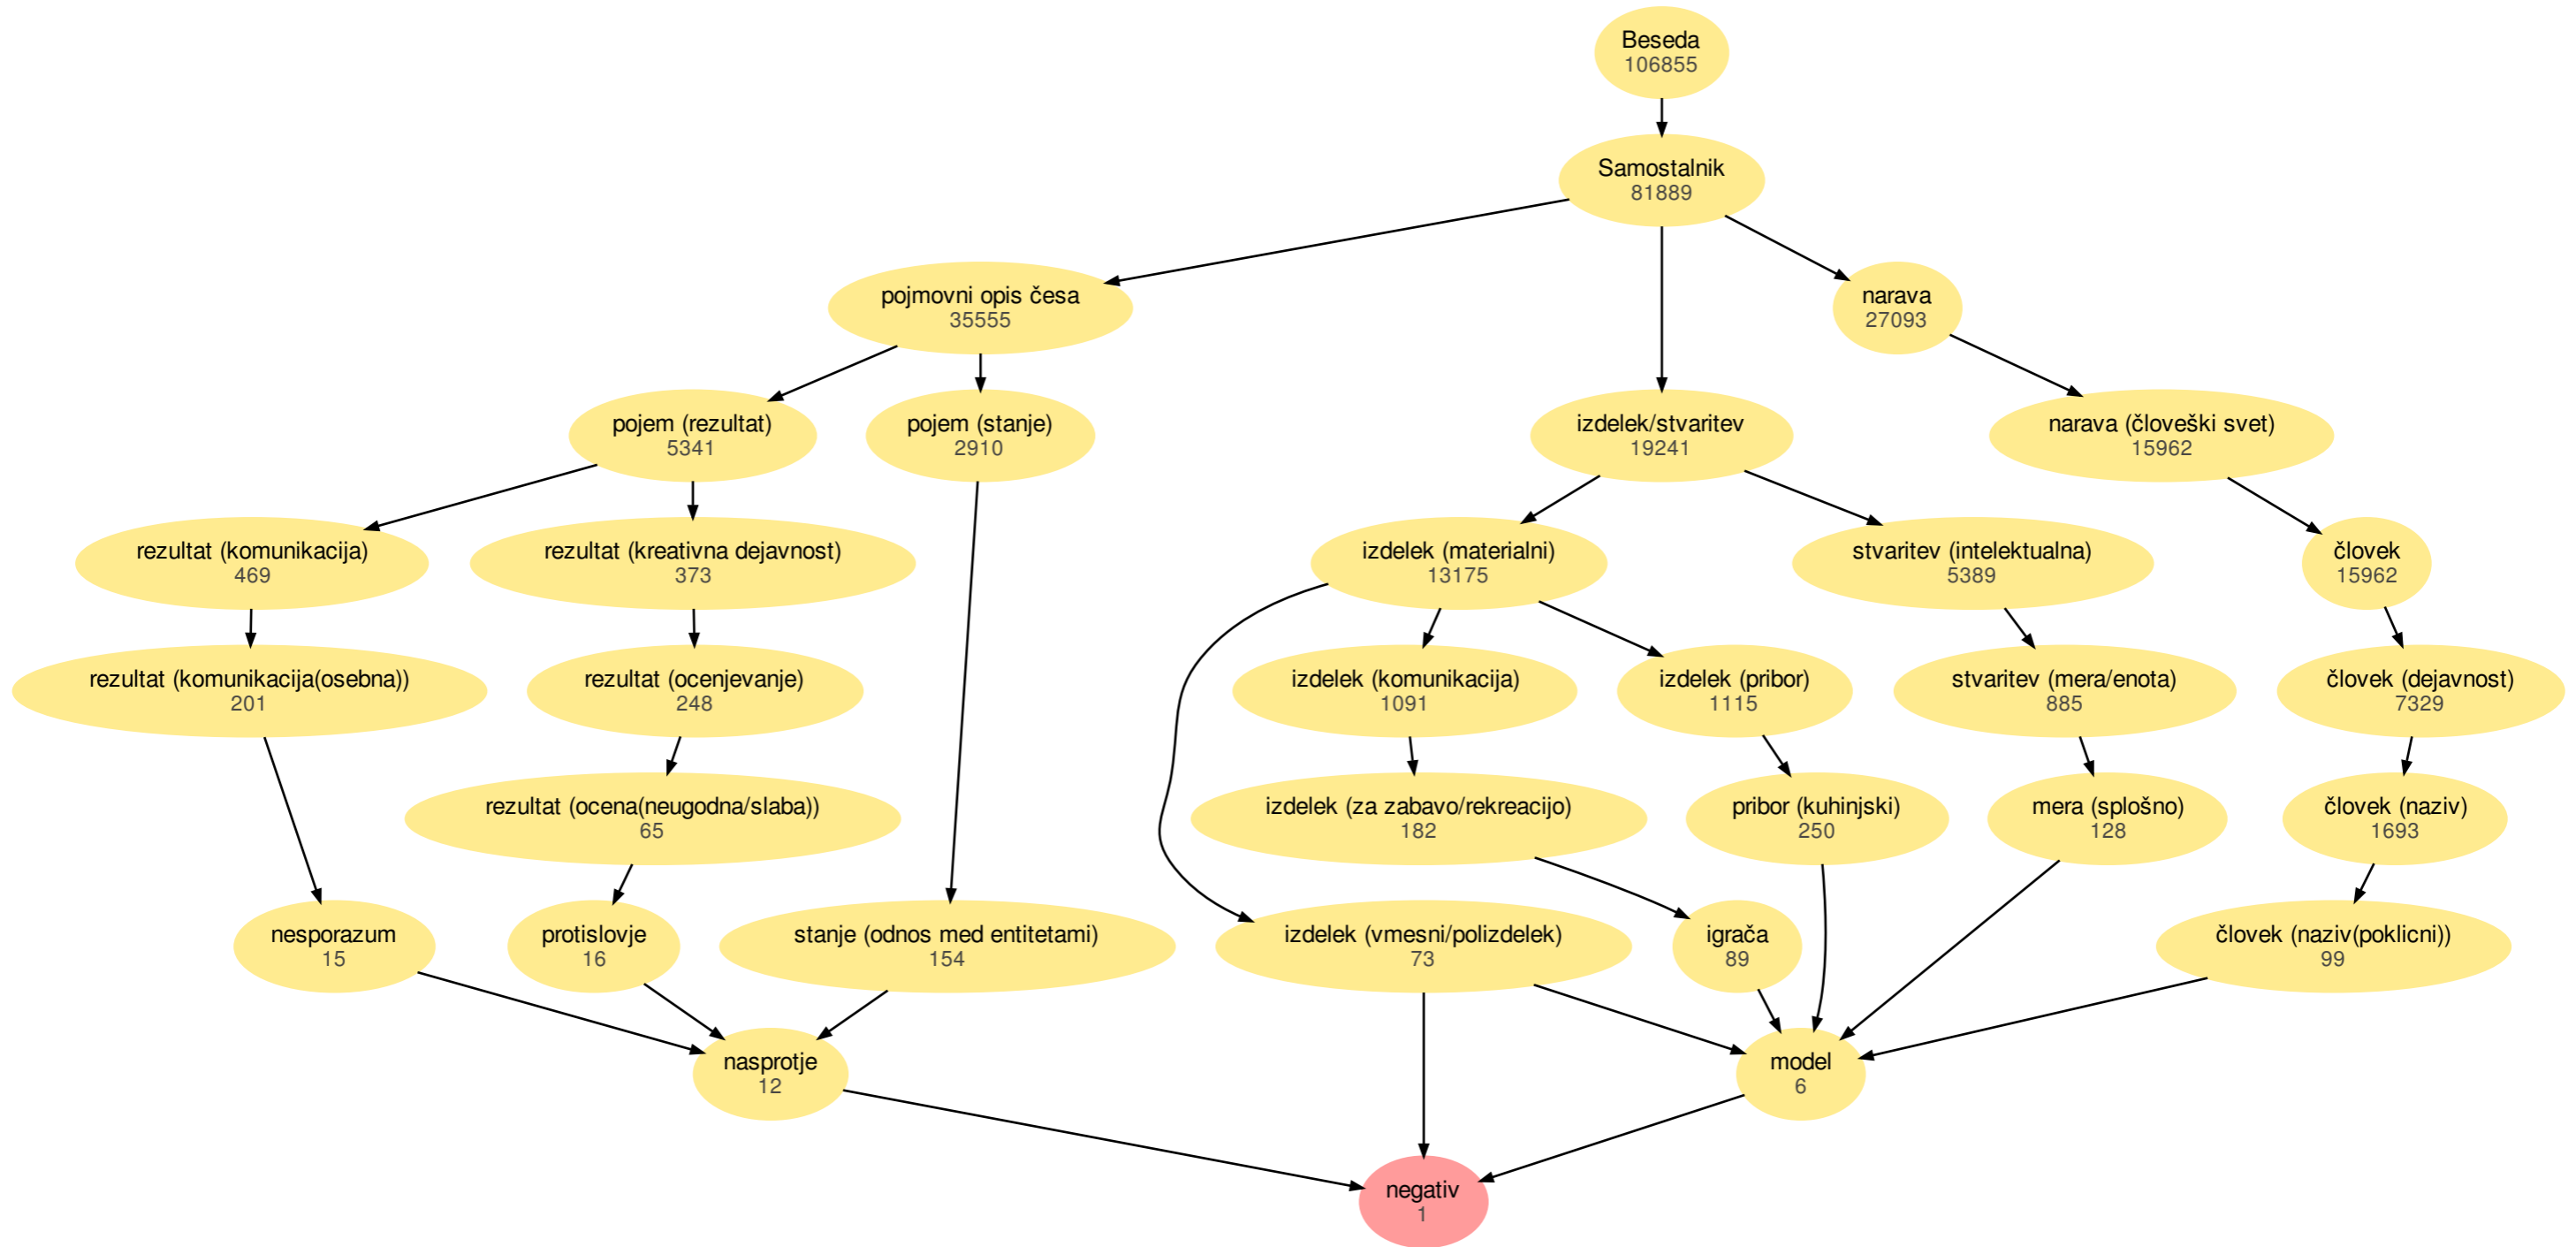 Beseda
106855
Samostalnik
81889
pojmovni opis česa
35555
narava
27093
pojem (rezultat)
5341
pojem (stanje)
2910
izdelek/stvaritev
19241
narava (človeški svet)
15962
rezultat (komunikacija)
469
rezultat (kreativna dejavnost)
373
izdelek (materialni)
13175
stvaritev (intelektualna)
5389
človek
15962
rezultat (komunikacija(osebna))
201
rezultat (ocenjevanje)
248
izdelek (komunikacija)
1091
izdelek (pribor)
1115
stvaritev (mera/enota)
885
človek (dejavnost)
7329
rezultat (ocena(neugodna/slaba))
65
izdelek (za zabavo/rekreacijo)
182
pribor (kuhinjski)
250
mera (splošno)
128
človek (naziv)
1693
nesporazum
15
protislovje
16
stanje (odnos med entitetami)
154
izdelek (vmesni/polizdelek)
73
igrača
89
človek (naziv(poklicni))
99
nasprotje
12
model
6
negativ
1